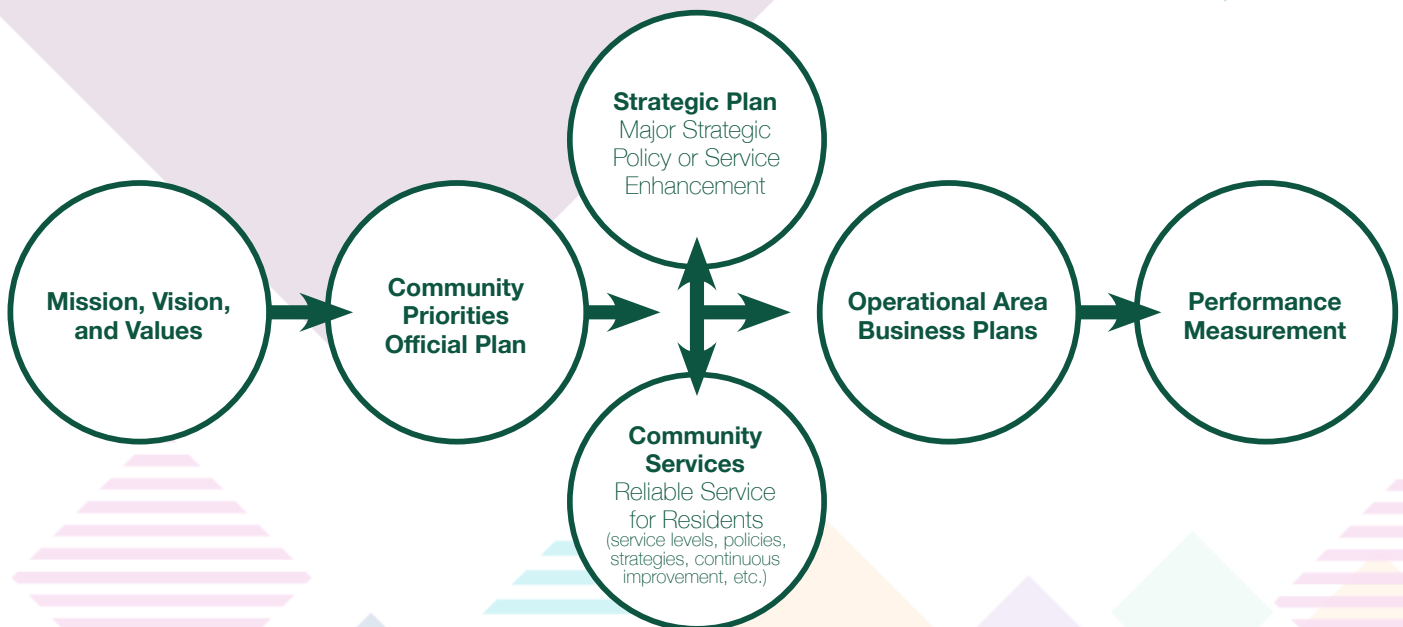 Mission, Vision,
and Values
Community
Priorities
Official Plan
Strategic Plan
Major Strategic
Policy or Service
Enhancement
Community
Services
Reliable Service
for Residents
(service levels, policies,
strategies, continuous
improvement, etc.)
Operational Area
Business Plans
Performance
Measurement